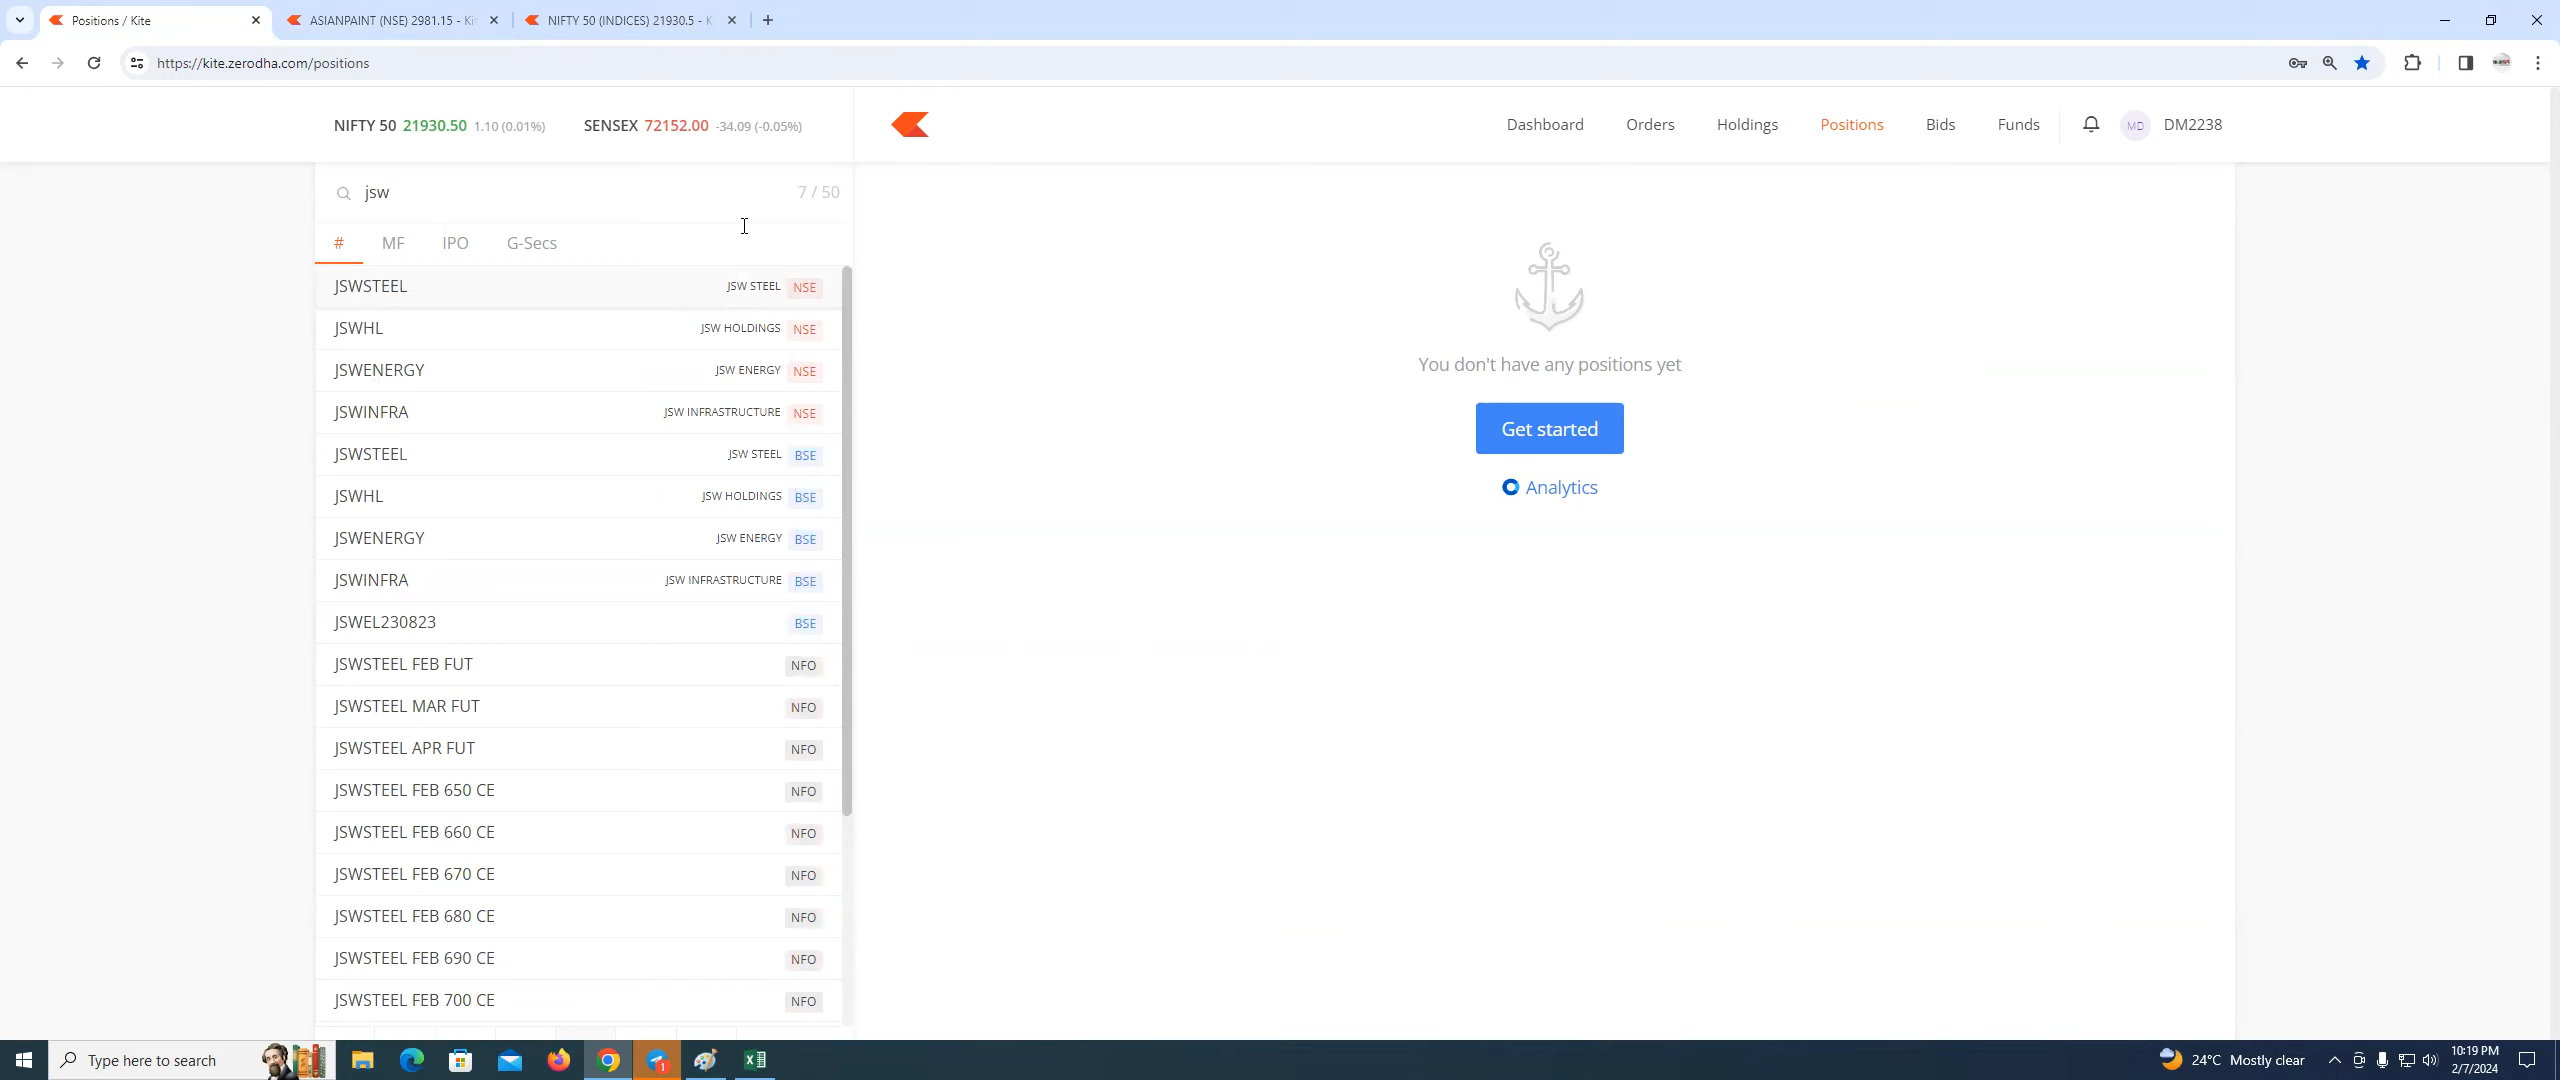 Positions / Kite
ASIANPAINT (NSE) 2981.15 - Ki
NIFTY 50 (INDICES) 21930.5 - K
https://kite.zerodha.com/positions
NIFTY 50 21930.50 1.10 (0.01%)
SENSEX 72152.00 -34.09 (-0.05%)
Dashboard
Orders
Holdings
Positions
Bids
Funds
MD
DM2238
jsw
7 / 50
# MF IPO G-Secs
JSWSTEEL JSW STEEL NSE
JSWHL JSW HOLDINGS NSE
JSWENERGY JSW ENERGY NSE
JSWINFRA JSW INFRASTRUCTURE NSE
JSWSTEEL JSW STEEL BSE
JSWHL JSW HOLDINGS BSE
JSWENERGY JSW ENERGY BSE
JSWINFRA JSW INFRASTRUCTURE BSE
JSWEL230823 BSE
JSWSTEEL FEB FUT NFO
JSWSTEEL MAR FUT NFO
JSWSTEEL APR FUT NFO
JSWSTEEL FEB 650 CE NFO
JSWSTEEL FEB 660 CE NFO
JSWSTEEL FEB 670 CE NFO
JSWSTEEL FEB 680 CE NFO
JSWSTEEL FEB 690 CE NFO
JSWSTEEL FEB 700 CE NFO
You don't have any positions yet
Get started
Analytics
Type here to search
1
24°C Mostly clear
10:19 PM
2/7/2024